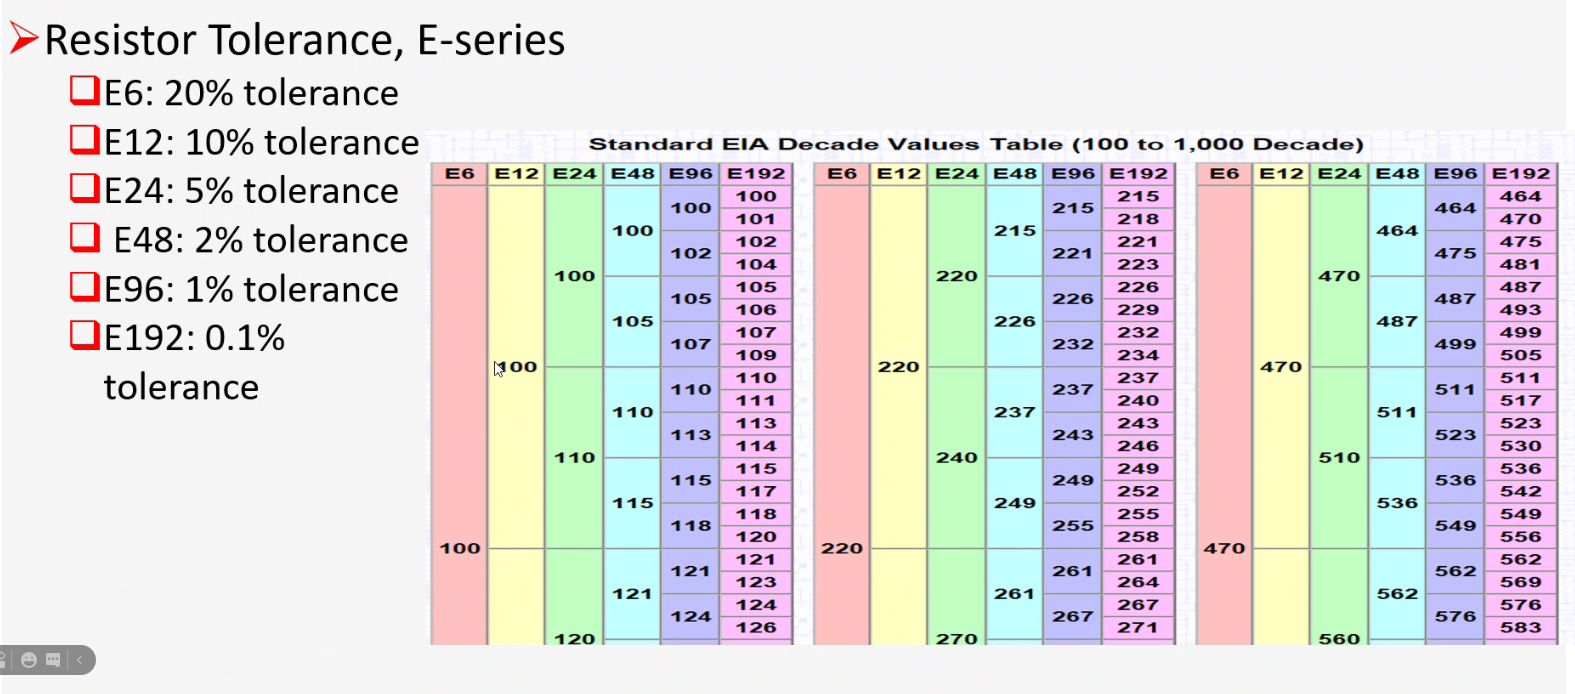 Resistor Tolerance, E-series
E6: 20% tolerance
E12: 10% tolerance
E24: 5% tolerance
E48: 2% tolerance
E96: 1% tolerance
E192: 0.1%
tolerance
Standard EIA Decade Values Table (100 to 1,000 Decade)
E6 E12 E24 E48 E96 E192 E6 E12 E24 E48 E96 E192 E6 E12 E24 E48 E96 E192
100 215 464
100 215 464
101 218 470
100 215 464
102 221 475
102 221 475
104 223 481
100 220 470
105 226 487
105 226 487
106 229 493
105 226 487
107 232 499
107 232 499
109 234 505
100 220 470
110 237 511
110 237 511
111 240 517
110 237 511
113 243 523
113 243 523
114 246 530
110 240 510
115 249 536
115 249 536
117 252 542
115 249 536
118 255 549
118 255 549
120 258 556
100 220 470
121 261 562
121 261 562
123 264 569
121 261 562
124 267 576
124 267 576
126 271 583
120 270 560